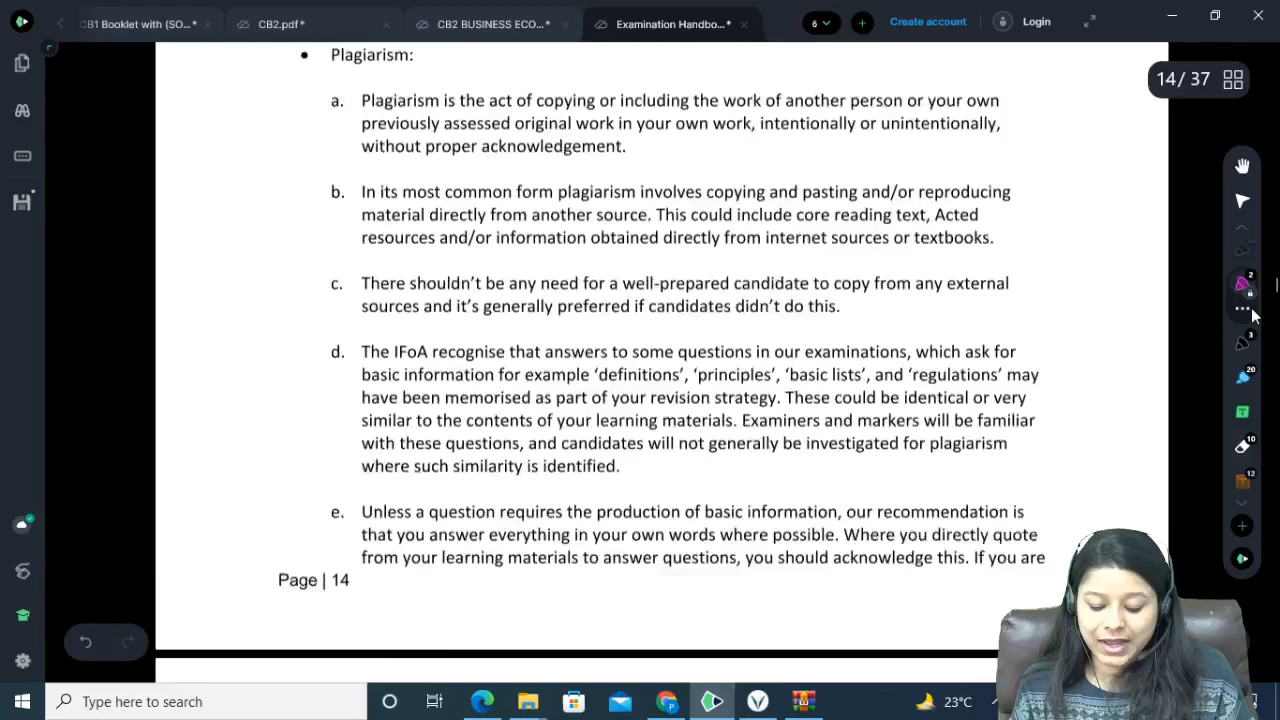 CB1 Booklet with (SO... *
CB2.pdf*
CB2 BUSINESS ECO... *
Examination Handbo... *
6
Create account
Login
14/ 37
• Plagiarism:
a. Plagiarism is the act of copying or including the work of another person or your own
previously assessed original work in your own work, intentionally or unintentionally,
without proper acknowledgement.
b. In its most common form plagiarism involves copying and pasting and/or reproducing
material directly from another source. This could include core reading text, Acted
resources and/or information obtained directly from internet sources or textbooks.
c. There shouldn't be any need for a well-prepared candidate to copy from any external
sources and it's generally preferred if candidates didn't do this.
d. The IFoA recognise that answers to some questions in our examinations, which ask for
basic information for example 'definitions', 'principles', 'basic lists', and 'regulations' may
have been memorised as part of your revision strategy. These could be identical or very
similar to the contents of your learning materials. Examiners and markers will be familiar
with these questions, and candidates will not generally be investigated for plagiarism
where such similarity is identified.
e. Unless a question requires the production of basic information, our recommendation is
that you answer everything in your own words where possible. Where you directly quote
from your learning materials to answer questions, you should acknowledge this. If you are
Page | 14
2
3
20
10
12
Type here to search
23°C